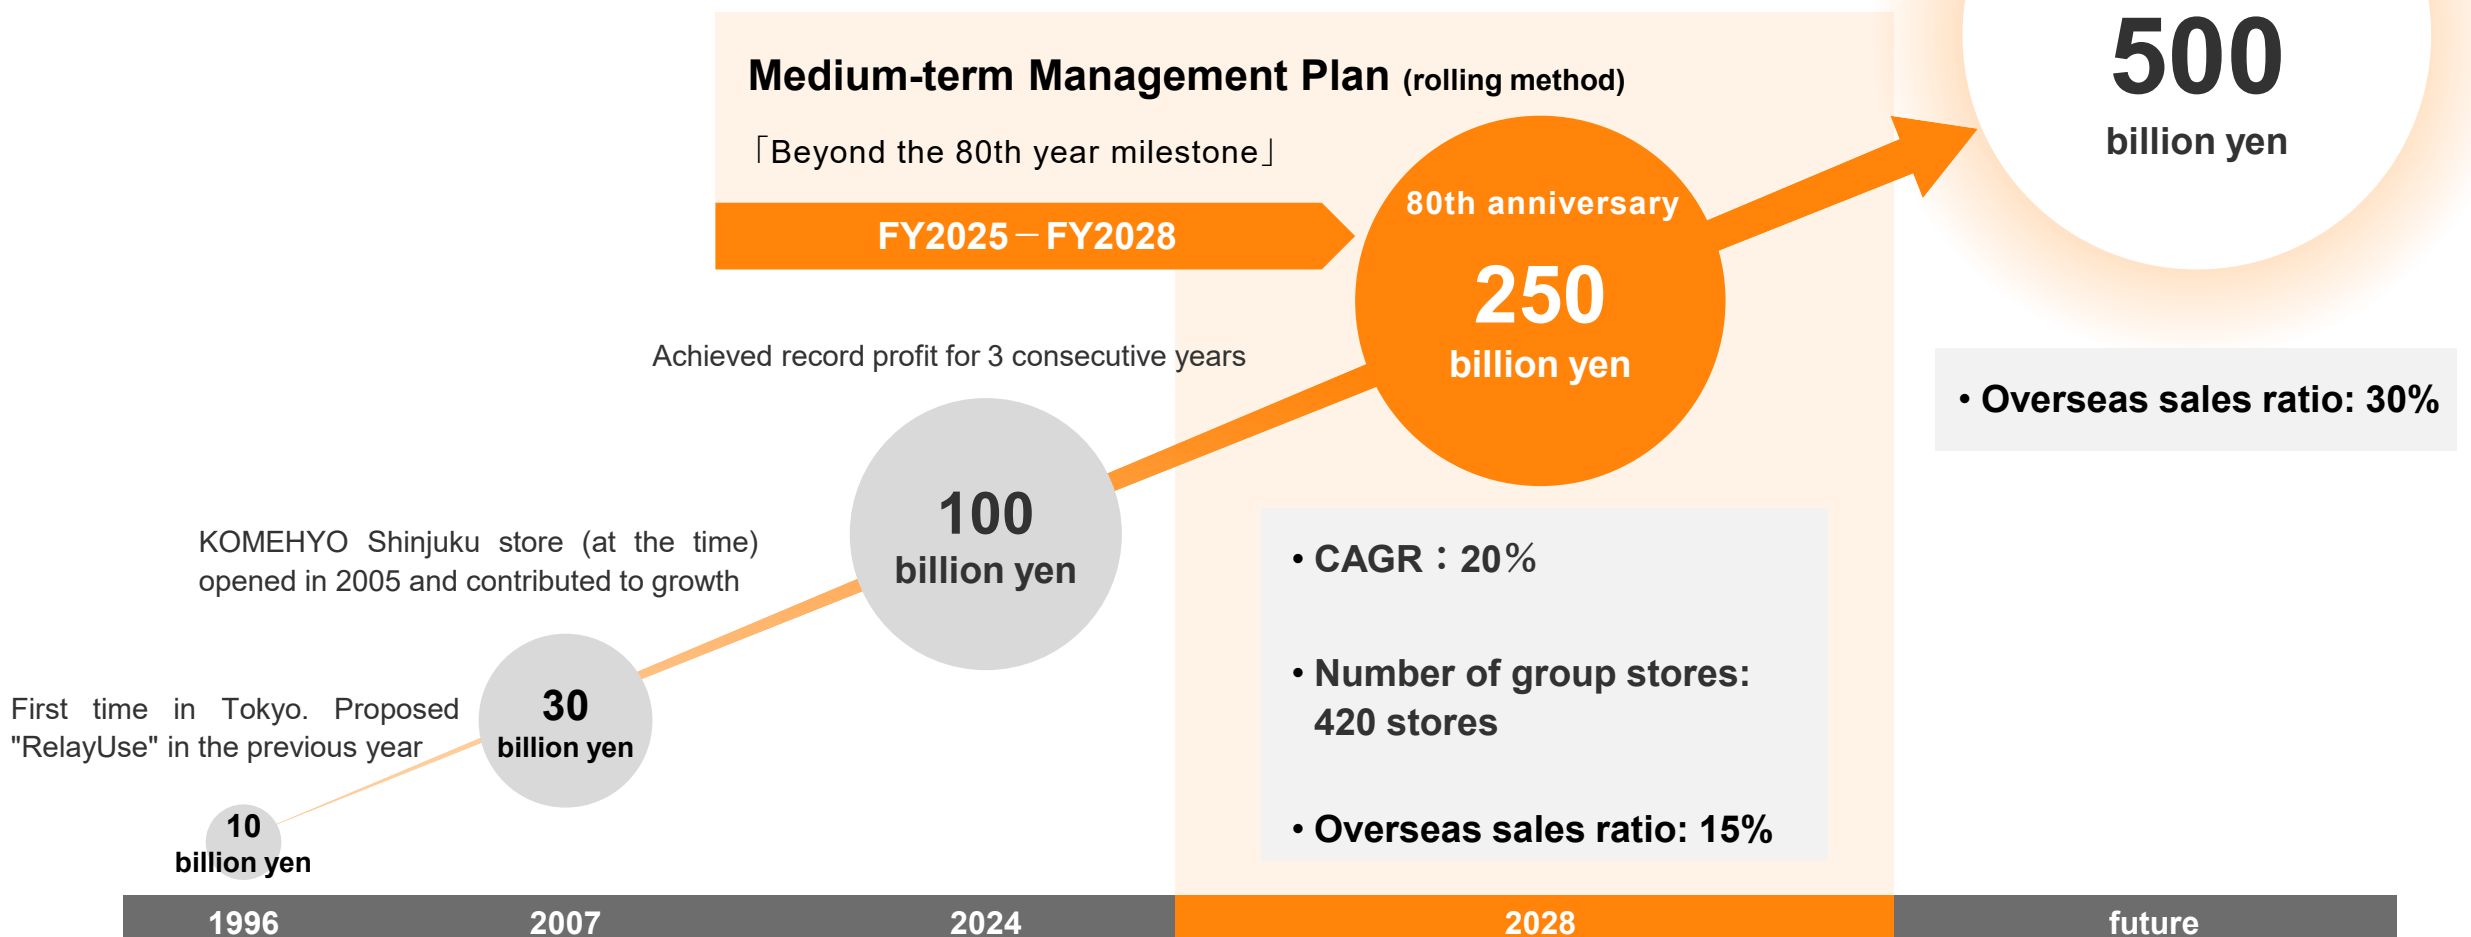 500
billion yen
Medium-term Management Plan (rolling method)
「Beyond the 80th year milestone」
FY2025－FY2028
80th anniversary
250
billion yen
Achieved record profit for 3 consecutive years
• Overseas sales ratio: 30%
100
billion yen
KOMEHYO Shinjuku store (at the time)
opened in 2005 and contributed to growth
• CAGR：20％
• Number of group stores:
420 stores
• Overseas sales ratio: 15%
First time in Tokyo. Proposed
"RelayUse" in the previous year
30
billion yen
10
billion yen
1996
2007
2024
2028
future